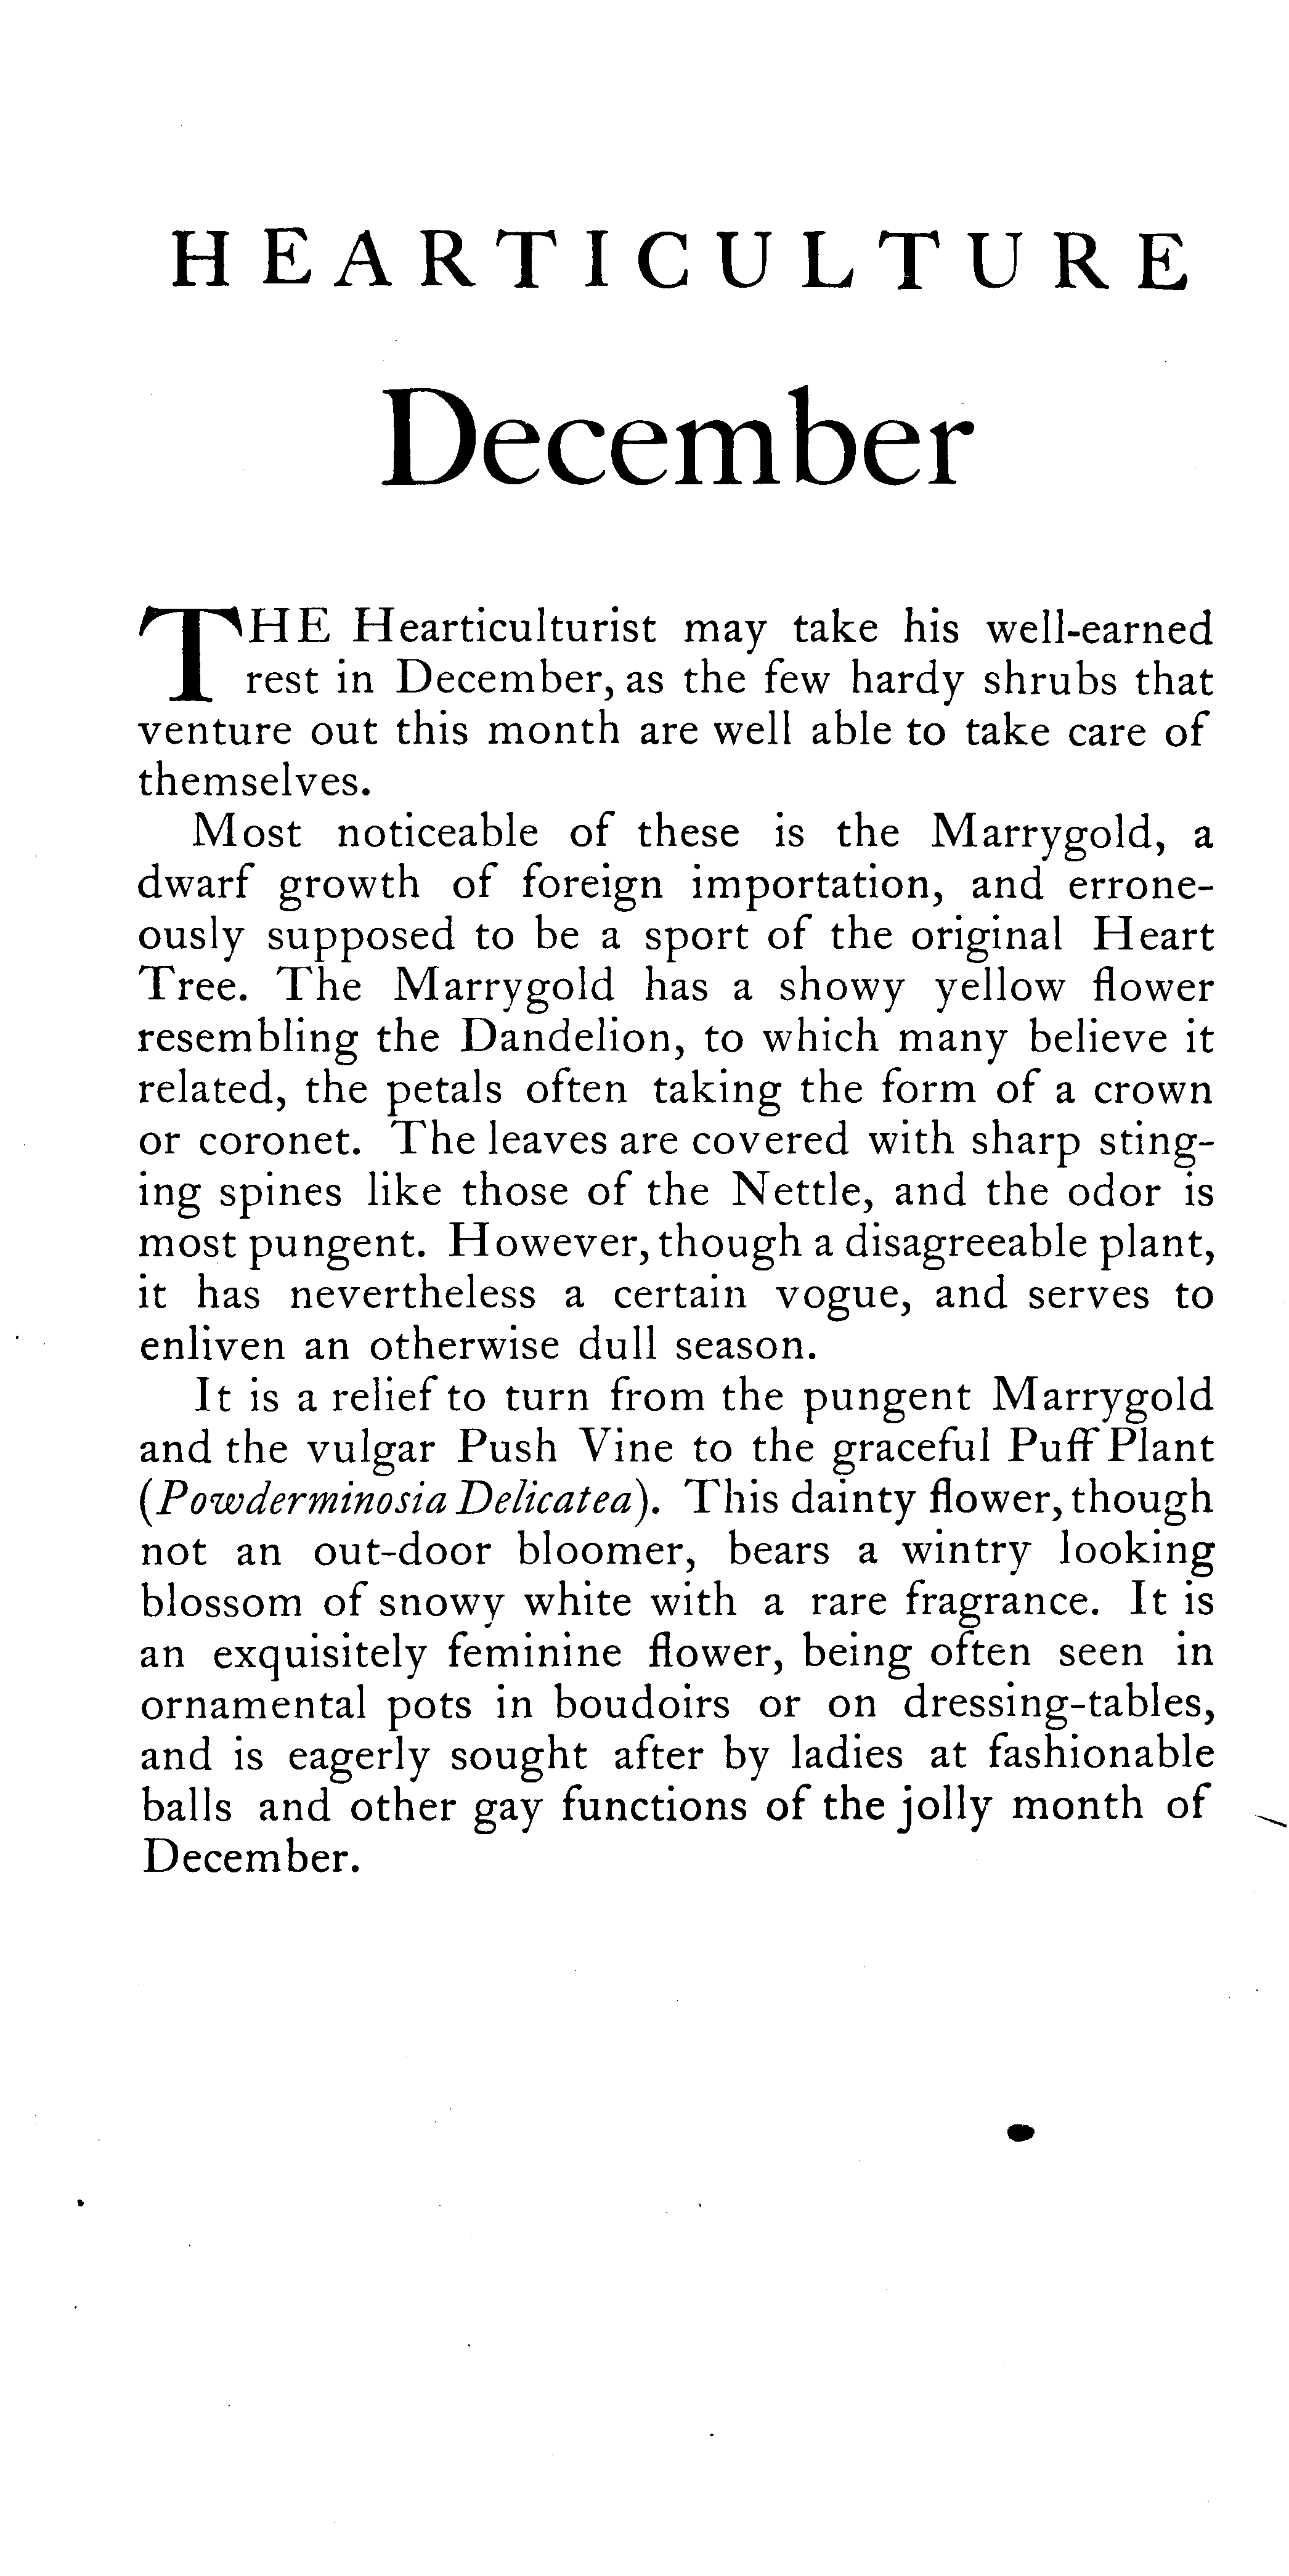 HEARTICULTURE
December
THE Hearticulturist may take his well-earned
rest in December, as the few hardy shrubs that
venture out this month are well able to take care of
themselves.
Most noticeable of these is the Marrygold, a
dwarf growth of foreign importation, and errone-
ously supposed to be a sport of the original Heart
Tree. The Marrygold has a showy yellow flower
resembling the Dandelion, to which many believe it
related, the petals often taking the form of a crown
or coronet. The leaves are covered with sharp sting-
ing spines like those of the Nettle, and the odor is
most pungent. However, though a disagreeable plant,
it has nevertheless a certain vogue, and serves to
enliven an otherwise dull season.
It is a relief to turn from the pungent Marrygold
and the vulgar Push Vine to the graceful Puff Plant
(Powderminosia Delicatea). This dainty flower, though
not an out-door bloomer, bears a wintry looking
blossom of snowy white with a rare fragrance. It is
an exquisitely feminine flower, being often seen in
ornamental pots in boudoirs or on dressing-tables,
and is eagerly sought after by ladies at fashionable
balls and other gay functions of the jolly month of
December.